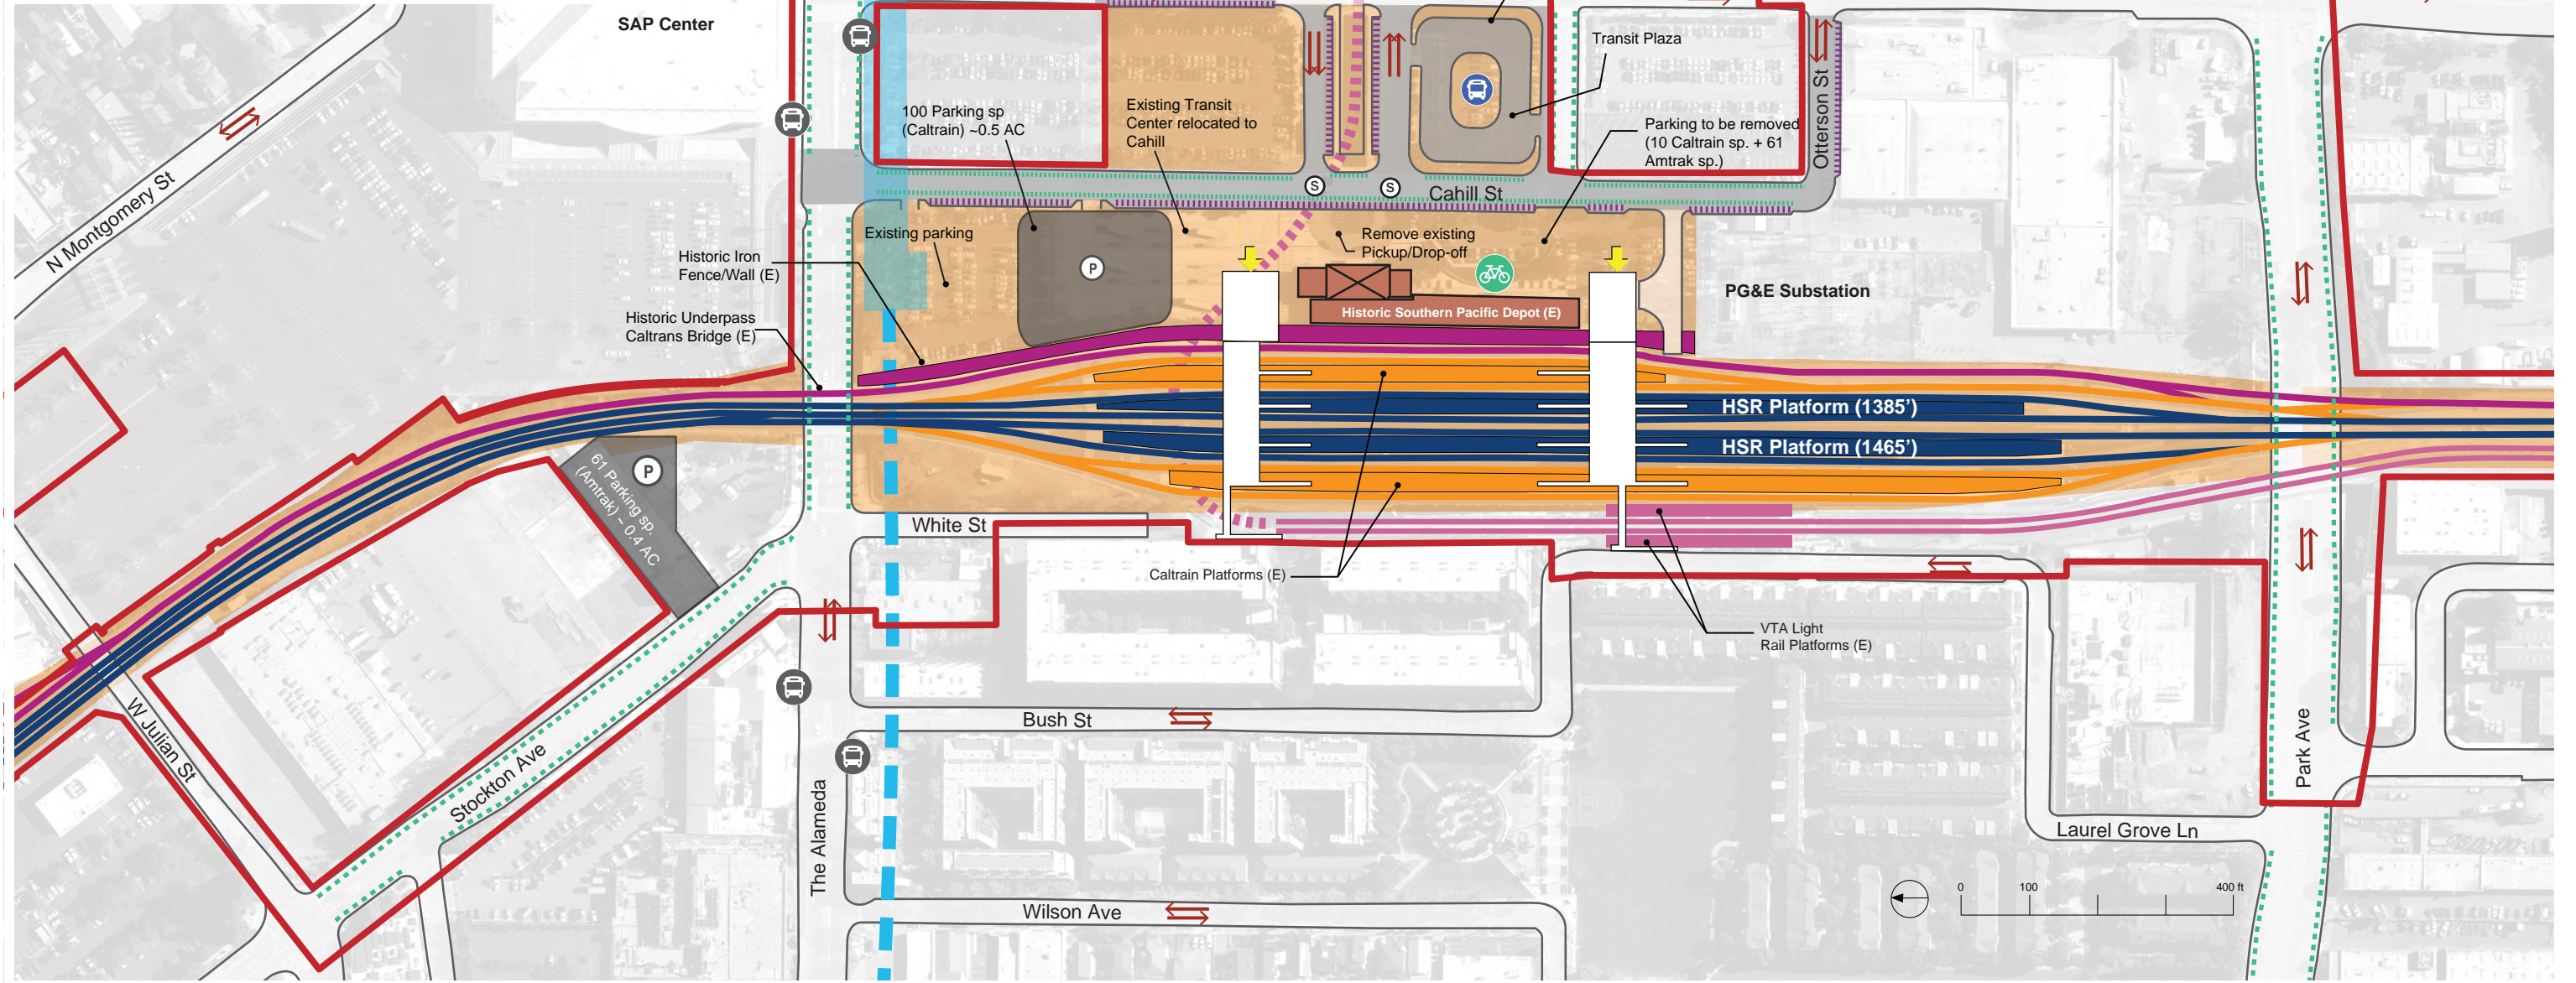 SAP Center
N Montgomery St
100 Parking sp
(Caltrain) ~0.5 AC
Existing Transit
Center relocated to
Cahill
Transit Plaza
Parking to be removed
(10 Caltrain sp. + 61
Amtrak sp.)
Otterson St
S
S
Cahill St
Existing parking
Historic Iron
Fence/Wall (E)
Historic Underpass
Caltrans Bridge (E)
P
Remove existing
Pickup/Drop-off
Historic Southern Pacific Depot (E)
PG&E Substation
HSR Platform (1385’)
HSR Platform (1465’)
P
61 Parking sp.
(Amtrak) ~ 0.4 AC
White St
Caltrain Platforms (E)
VTA Light
Rail Platforms (E)
W Julian St
Stockton Ave
The Alameda
Bush St
Wilson Ave
Park Ave
Laurel Grove Ln
0
100
400 ft